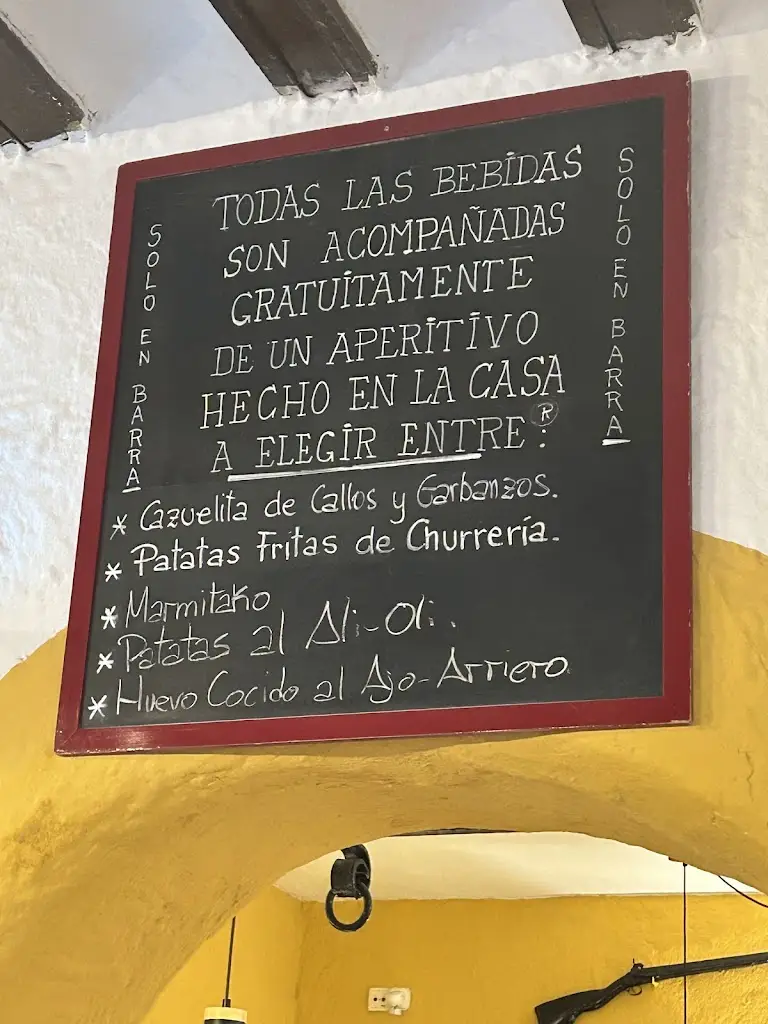 SOLO EN BARRA
TODAS LAS BEBIDAS
SON ACOMPAÑADAS
GRATUITAMENTE
DE UN APERITIVO
HECHO EN LA CASA
A ELEGIR ENTRE:
R
SOLO EN BARRA
* Cazuelita de Callos y Garbanzos.
* Patatas Fritas de Churrería.
* Marmitako
* Patatas al Ali-Oli.
* Huevo Cocido al Ajo-Arriero